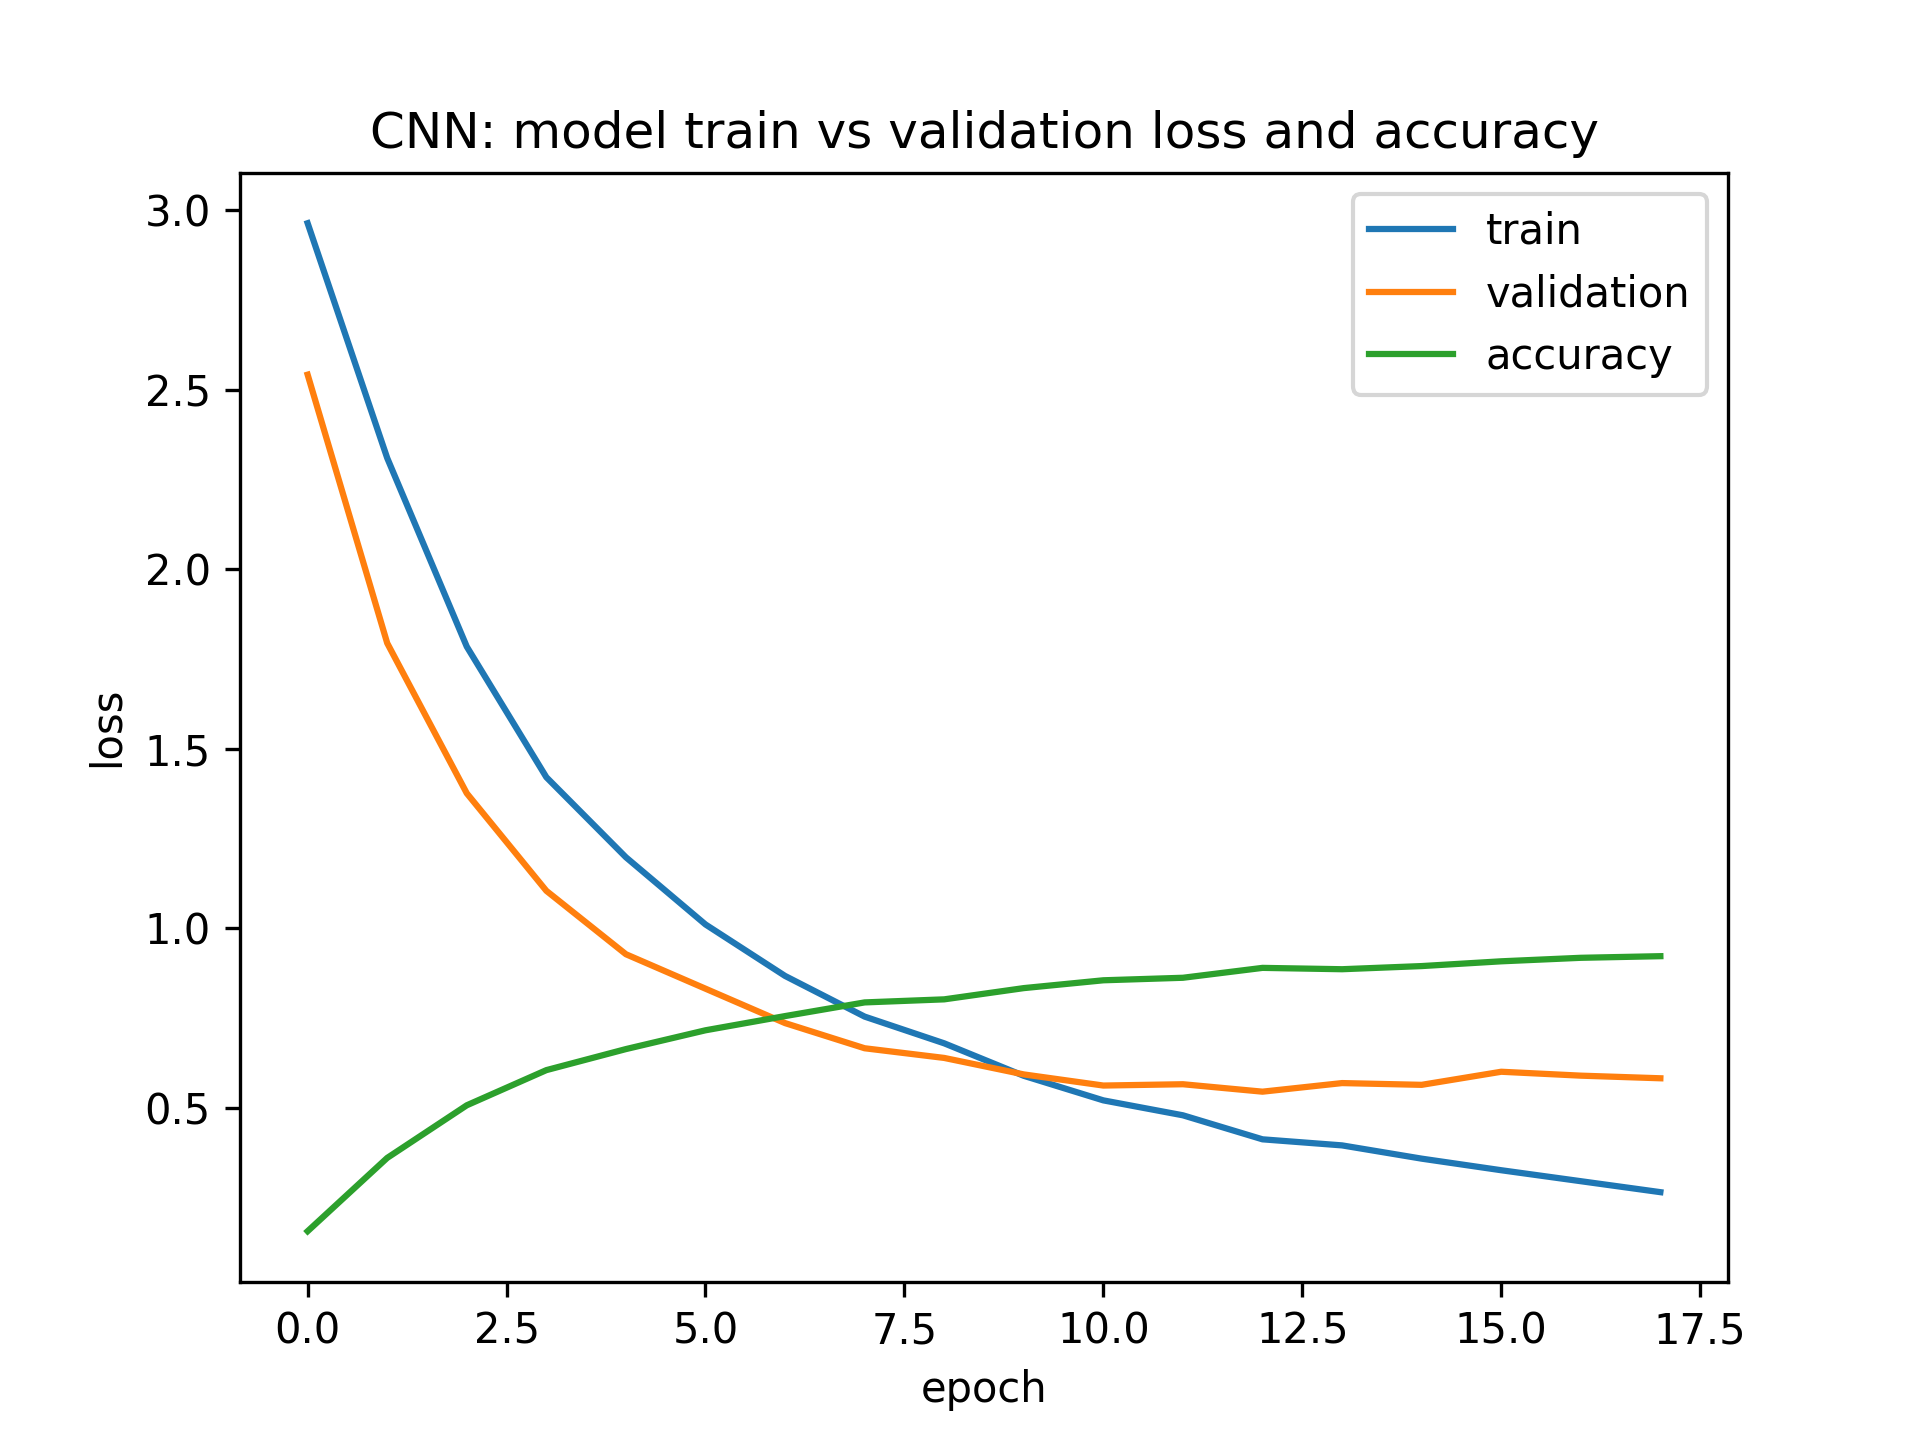 CNN: model train vs validation loss and accuracy
3.0
2.5
2.0
1.5
1.0
0.5
loss
train
validation
accuracy
0.0 2.5 5.0 7.5 10.0 12.5 15.0 17.5
epoch